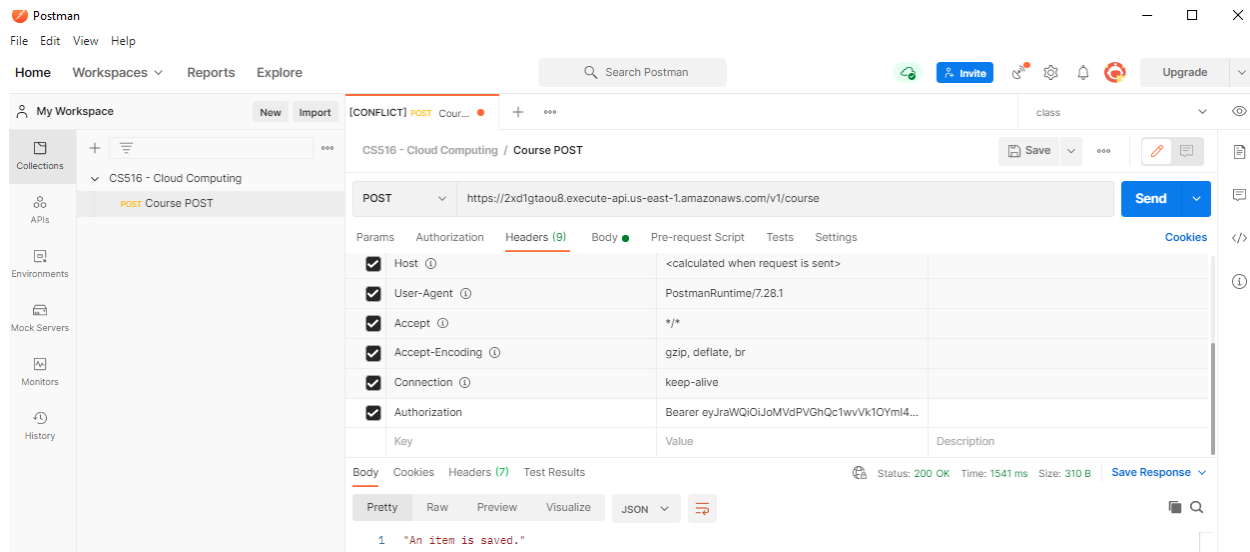 Postman
File Edit View Help
Home Workspaces Reports Explore Search Postman Invite Upgrade
My Workspace New Import [CONFLICT] POST Cour... class
Collections
CS516 - Cloud Computing / Course POST Save
CS516 - Cloud Computing
POST Course POST
APIs
Environments
Mock Servers
Monitors
History
POST https://2xd1gtaou8.execute-api.us-east-1.amazonaws.com/v1/course Send
Params Authorization Headers (9) Body Pre-request Script Tests Settings Cookies
Host <calculated when request is sent>
User-Agent PostmanRuntime/7.28.1
Accept */*
Accept-Encoding gzip, deflate, br
Connection keep-alive
Authorization Bearer eyJraWQiOiJoMVdPVGhQc1wvVk1OYmI4...
Key Value Description
Body Cookies Headers (7) Test Results Status: 200 OK Time: 1541 ms Size: 310 B Save Response
Pretty Raw Preview Visualize JSON
1 "An item is saved."